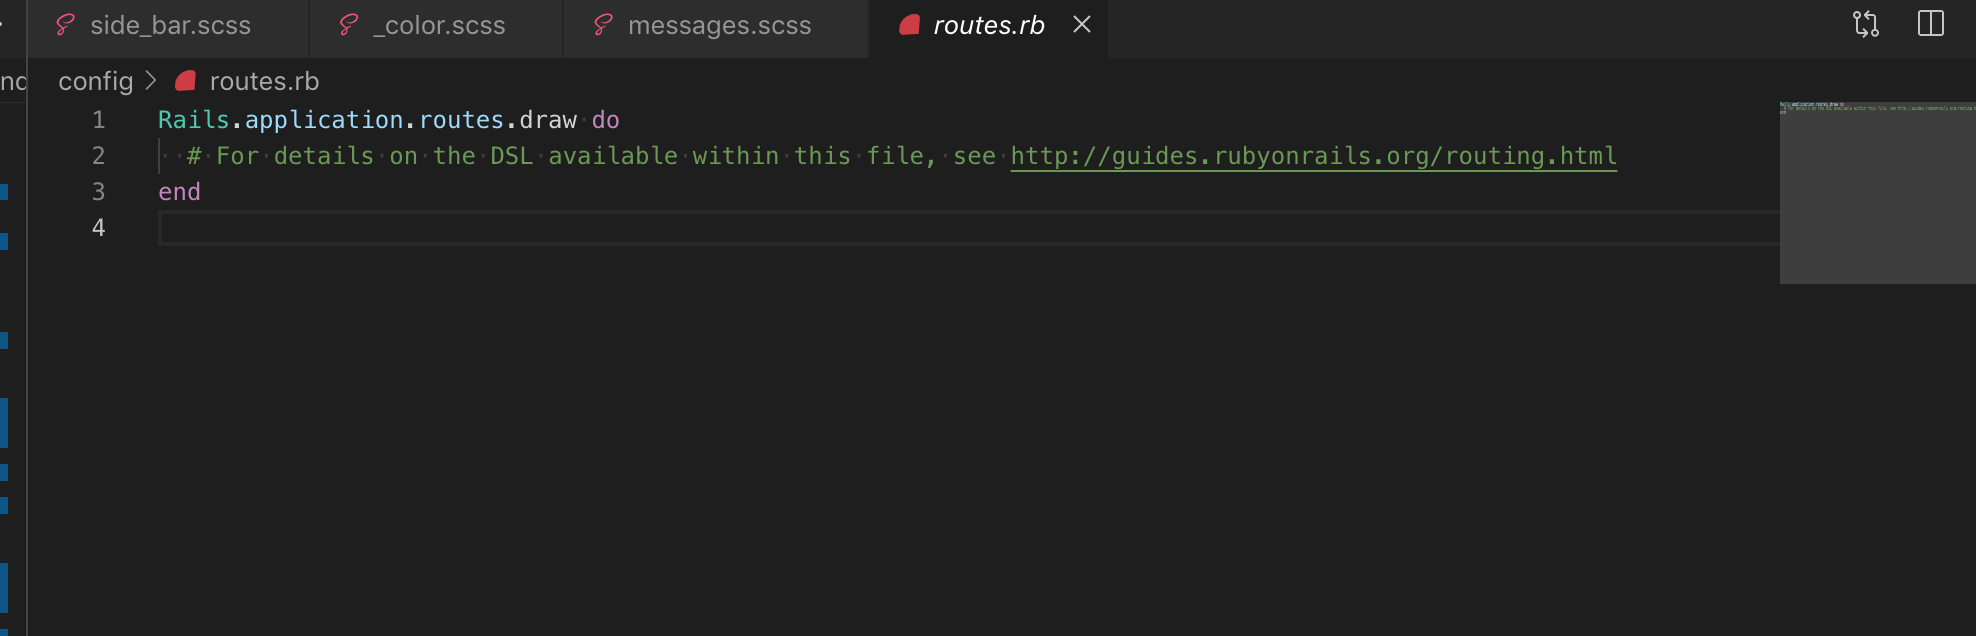 side_bar.scss _color.scss messages.scss routes.rb
config > routes.rb
1 Rails.application.routes.draw do
2 # For details on the DSL available within this file, see http://guides.rubyonrails.org/routing.html
3 end
4